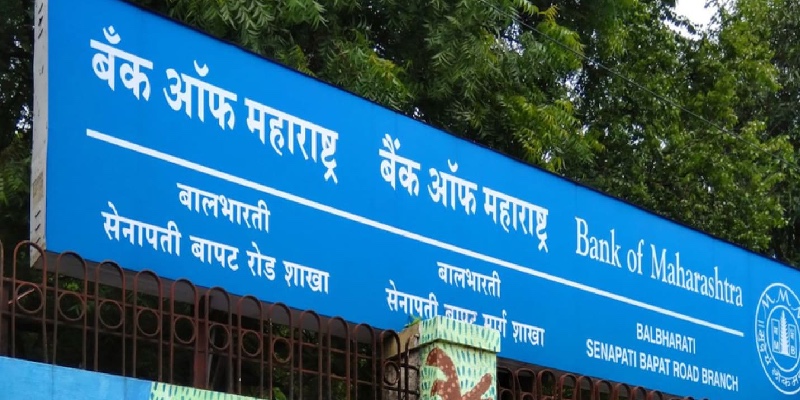 बँक ऑफ महाराष्ट्र
बालभारती
सेनापती बापट रोड शाखा
बैंक ऑफ महाराष्ट्र
बालभारती
सेनापती बापट मार्ग शाखा
Bank of Maharashtra
BALBHARATI
SENAPATI BAPAT ROAD BRANCH